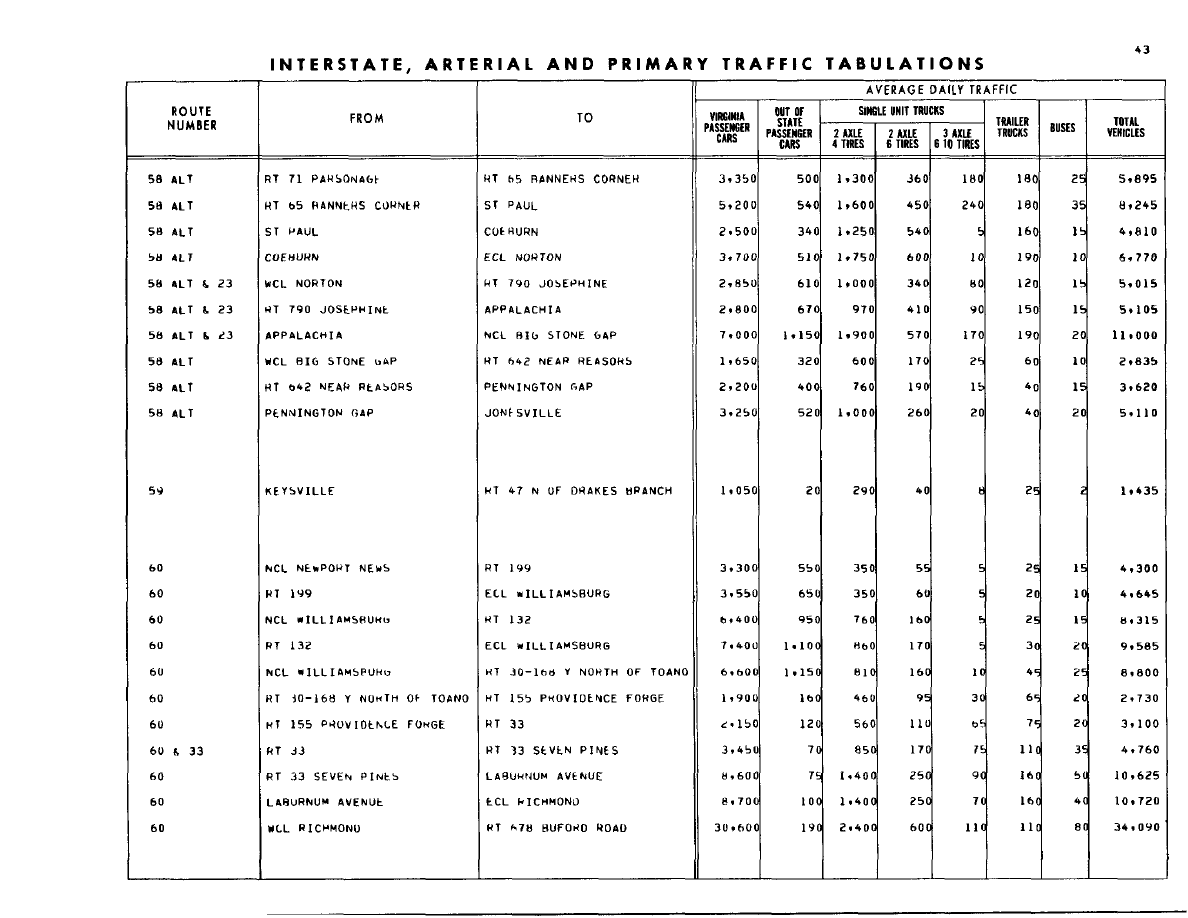 43
INTERSTATE, ARTERIAL AND PRIMARY TRAFFIC TABULATIONS
ROUTE NUMBER FROM TO AVERAGE DAILY TRAFFIC
VIRGINIA PASSENGER CARS OUT OF STATE PASSENGER CARS SINGLE UNIT TRUCKS TRAILER TRUCKS BUSES TOTAL VEHICLES
2 AXLE 4 TIRES 2 AXLE 6 TIRES 3 AXLE 6 10 TIRES
58 ALT RT 71 PARSONAGE RT 65 BANNERS CORNER 3,350 500 1,300 360 180 180 25 5,895
58 ALT RT 65 BANNERS CORNER ST PAUL 5,200 540 1,600 450 240 180 35 8,245
58 ALT ST PAUL COEBURN 2,500 340 1,250 540 5 160 15 4,810
58 ALT COEBURN ECL NORTON 3,700 510 1,750 600 10 190 10 6,770
58 ALT & 23 WCL NORTON RT 790 JOSEPHINE 2,850 610 1,000 340 80 120 15 5,015
58 ALT & 23 RT 790 JOSEPHINE APPALACHIA 2,800 670 970 410 90 150 15 5,105
58 ALT & 23 APPALACHIA NCL BIG STONE GAP 7,000 1,150 1,900 570 170 190 20 11,000
58 ALT WCL BIG STONE GAP RT 642 NEAR REASORS 1,650 320 600 170 25 60 10 2,835
58 ALT RT 642 NEAR REASORS PENNINGTON GAP 2,200 400 760 190 15 40 15 3,620
58 ALT PENNINGTON GAP JONESVILLE 3,250 520 1,000 260 20 40 20 5,110
59 KEYSVILLE RT 47 N OF DRAKES BRANCH 1,050 20 290 40 8 25 2 1,435
60 NCL NEWPORT NEWS RT 199 3,300 550 350 55 5 25 15 4,300
60 RT 199 ECL WILLIAMSBURG 3,550 650 350 60 5 20 10 4,645
60 NCL WILLIAMSBURG RT 132 6,400 950 760 160 5 25 15 8,315
60 RT 132 ECL WILLIAMSBURG 7,400 1,100 860 170 5 30 20 9,585
60 NCL WILLIAMSBURG RT 30-168 Y NORTH OF TOANO 6,600 1,150 810 160 10 45 25 8,800
60 RT 30-168 Y NORTH OF TOANO RT 155 PROVIDENCE FORGE 1,900 160 460 95 30 65 20 2,730
60 RT 155 PROVIDENCE FORGE RT 33 2,150 120 560 110 65 75 20 3,100
60 & 33 RT 33 RT 33 SEVEN PINES 3,450 70 850 170 75 110 35 4,760
60 RT 33 SEVEN PINES LABURNUM AVENUE 8,600 75 1,400 250 90 160 50 10,625
60 LABURNUM AVENUE ECL RICHMOND 8,700 100 1,400 250 70 160 40 10,720
60 WCL RICHMOND RT 678 BUFORD ROAD 30,600 190 2,400 600 110 110 80 34,090